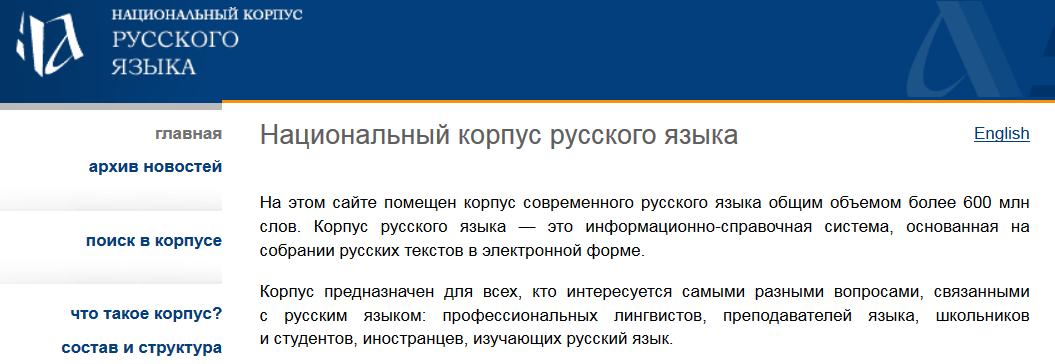 НАЦИОНАЛЬНЫЙ КОРПУС
РУССКОГО
ЯЗЫКА
главная
архив новостей
поиск в корпусе
что такое корпус?
состав и структура
Национальный корпус русского языка
English
На этом сайте помещен корпус современного русского языка общим объемом более 600 млн
слов. Корпус русского языка — это информационно-справочная система, основанная на
собрании русских текстов в электронной форме.
Корпус предназначен для всех, кто интересуется самыми разными вопросами, связанными
с русским языком: профессиональных лингвистов, преподавателей языка, школьников
и студентов, иностранцев, изучающих русский язык.